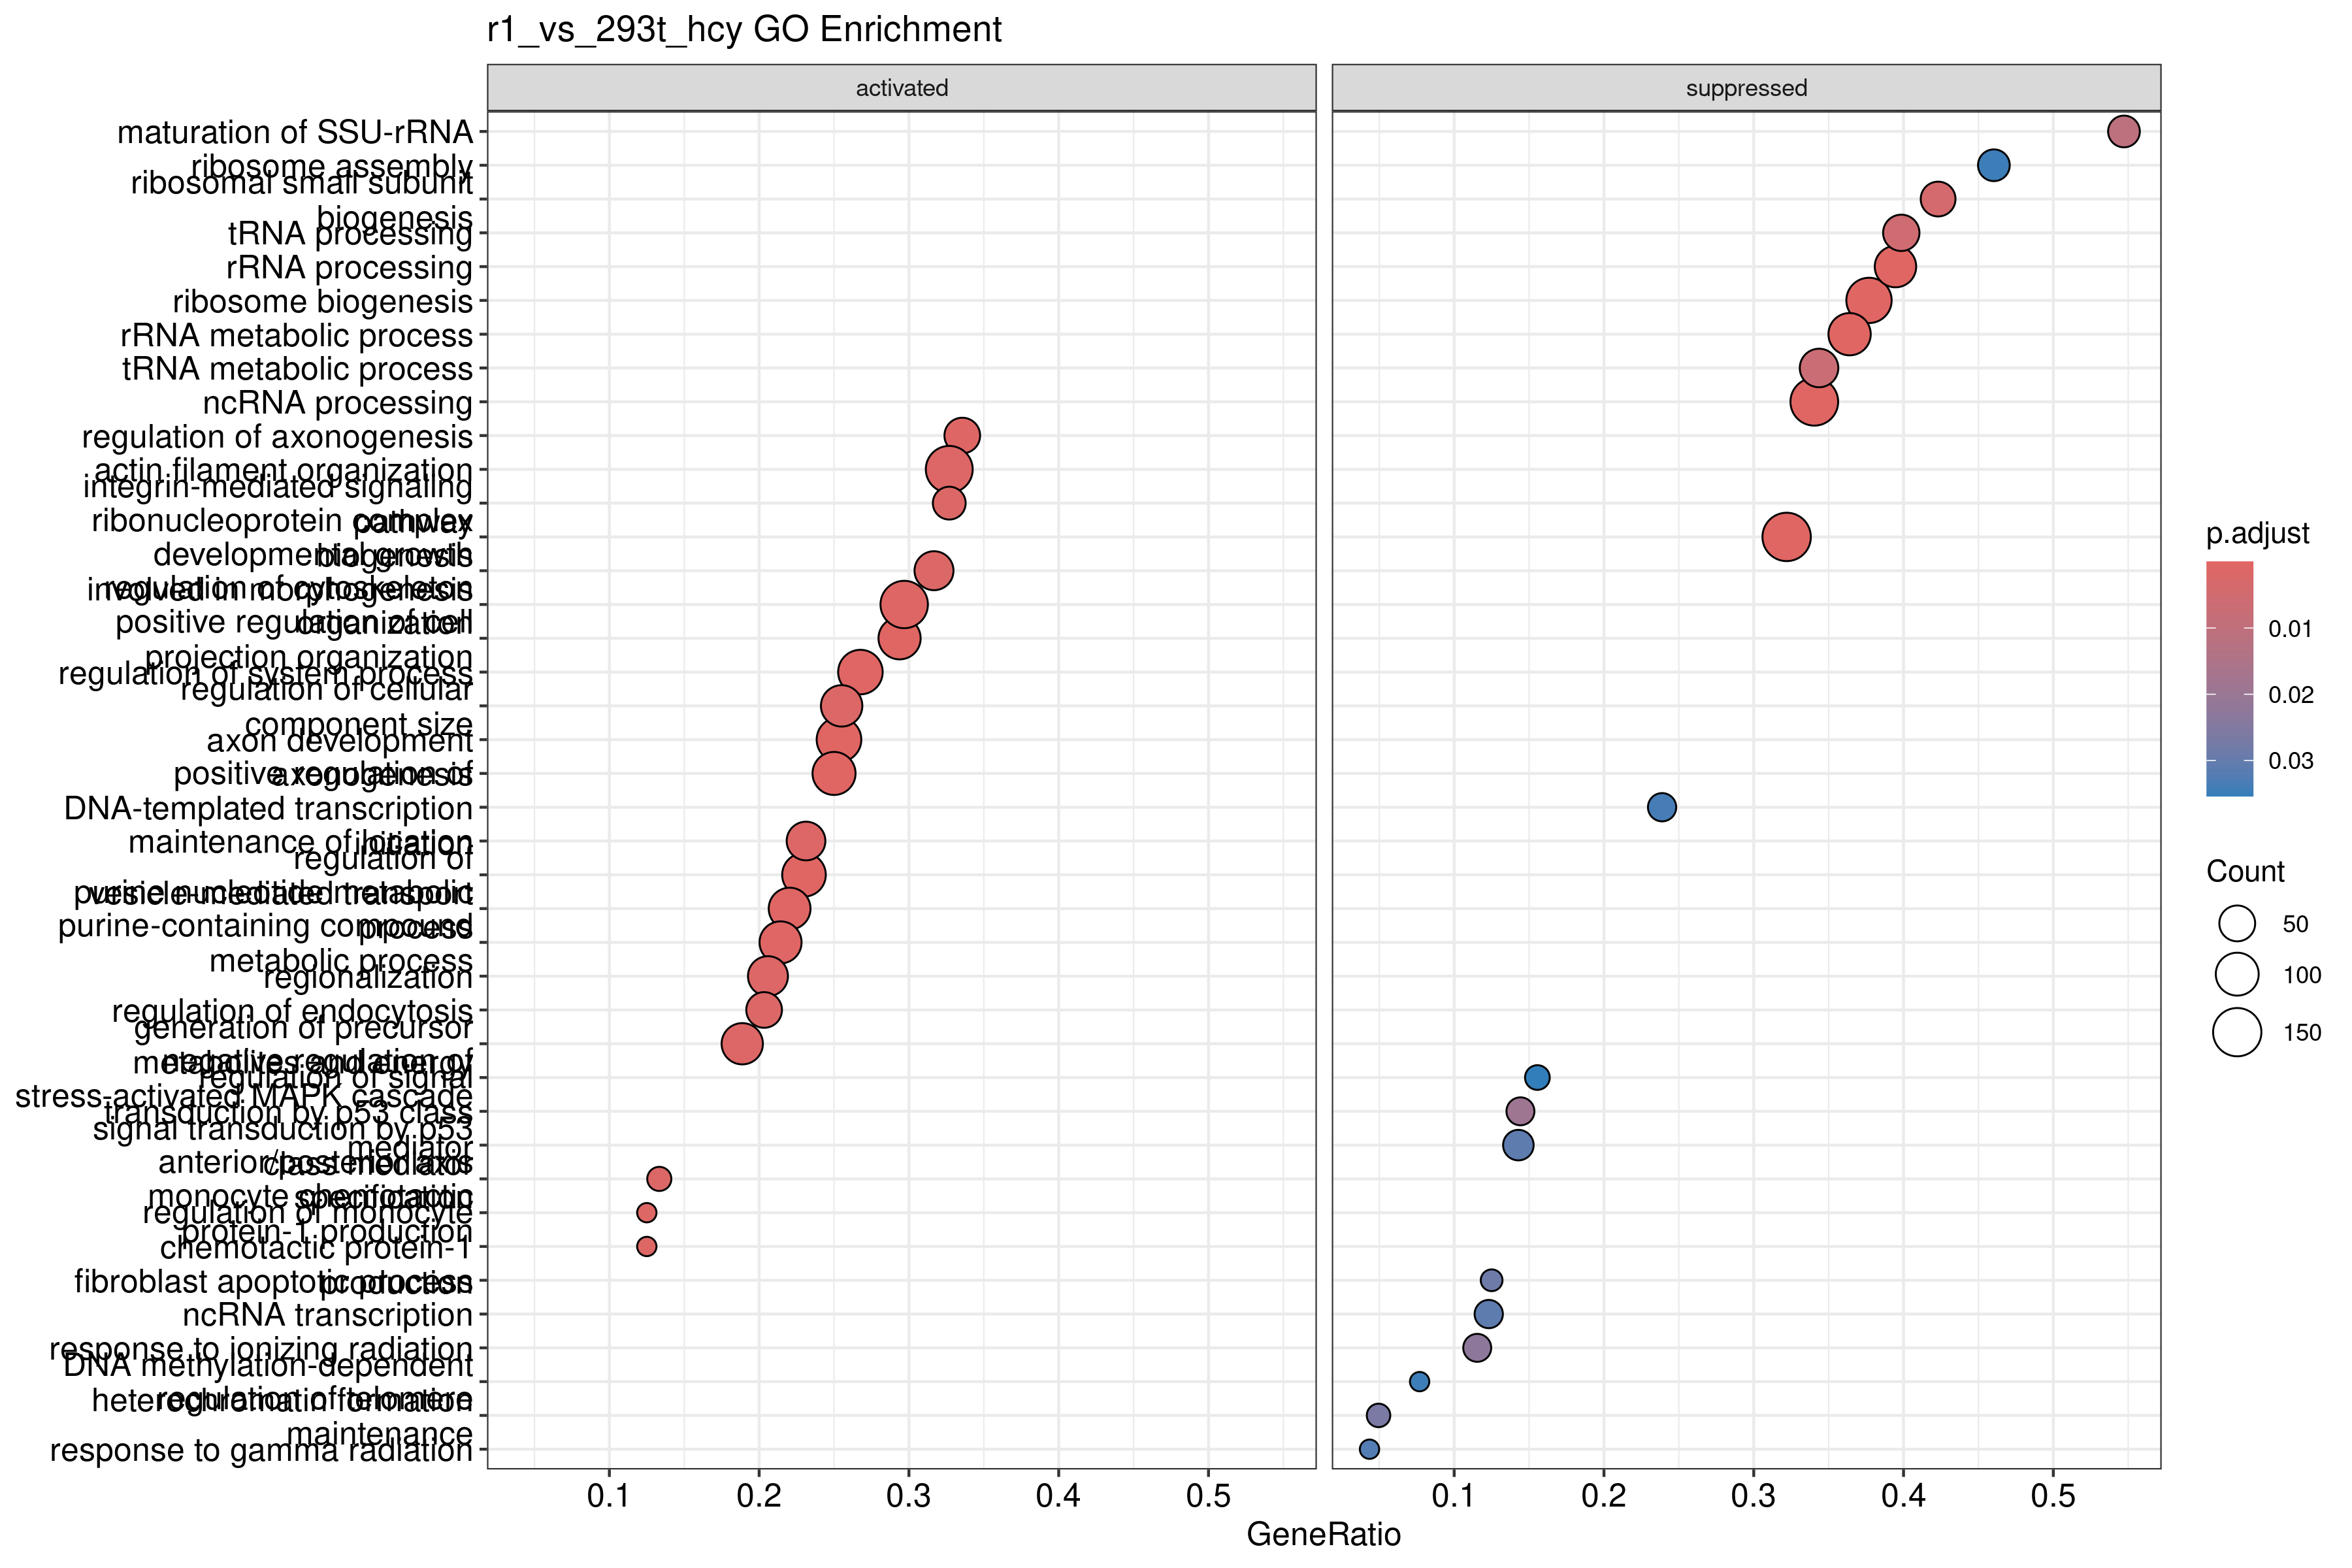 r1_vs_293t_hcy GO Enrichment
activated
suppressed
maturation of SSU-rRNA
ribosome assembly
ribosomal small subunit
biogenesis
tRNA processing
rRNA processing
ribosome biogenesis
rRNA metabolic process
tRNA metabolic process
ncRNA processing
regulation of axonogenesis
actin filament organization
integrin-mediated signaling
pathway
ribonucleoprotein complex
biogenesis
developmental growth
involved in morphogenesis
regulation of cytoskeleton
organization
positive regulation of cell
projection organization
regulation of system process
regulation of cellular
component size
axon development
axonogenesis
positive regulation of
DNA-templated transcription
initiation
maintenance of location
regulation of
vesicle-mediated transport
purine nucleotide metabolic
process
purine-containing compound
metabolic process
regionalization
regulation of endocytosis
generation of precursor
metabolites and energy
negative regulation of
stress-activated MAPK cascade
regulation of signal
transduction by p53 class
mediator
signal transduction by p53
class mediator
anterior/posterior axis
specification
monocyte chemotactic
protein-1 production
regulation of monocyte
chemotactic protein-1
production
fibroblast apoptotic process
ncRNA transcription
response to ionizing radiation
DNA methylation-dependent
heterochromatin formation
regulation of telomere
maintenance
response to gamma radiation
0.1 0.2 0.3 0.4 0.5
0.1 0.2 0.3 0.4 0.5
GeneRatio
p.adjust
0.01
0.02
0.03
Count
50
100
150